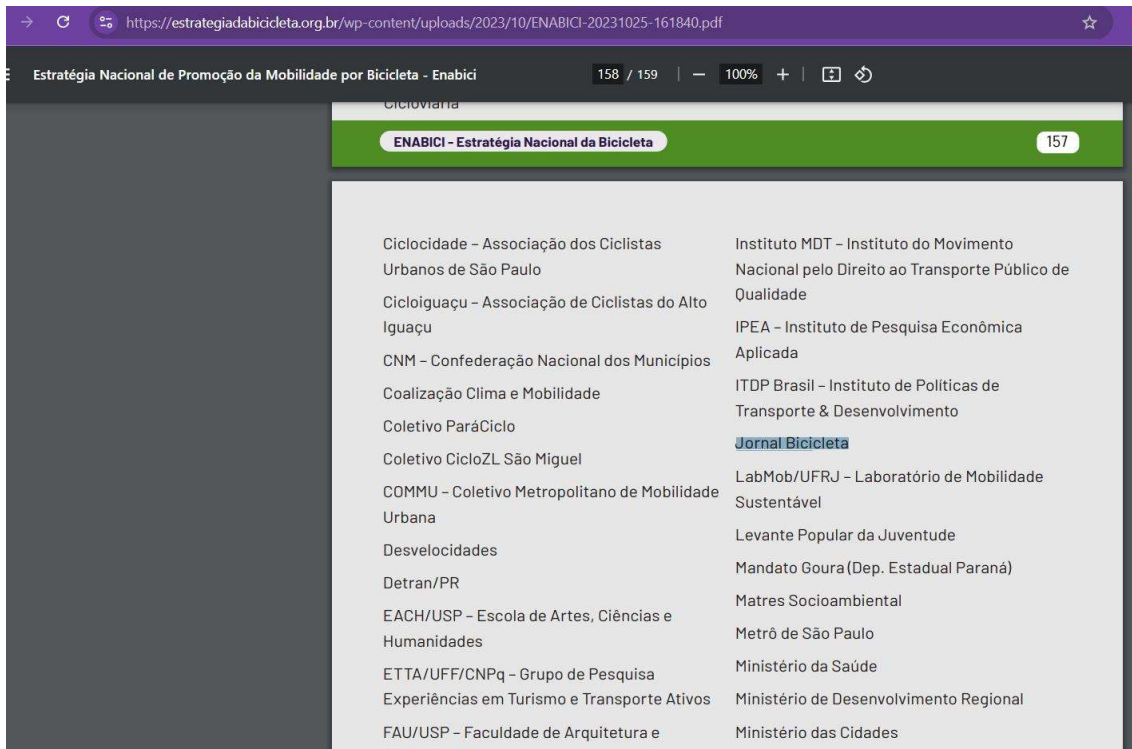 https://estrategiadabicicleta.org.br/wp-content/uploads/2023/10/ENABICI-20231025-161840.pdf
Estratégia Nacional de Promoção da Mobilidade por Bicicleta - Enabici 158 / 159 | − 100% + |
Cicloviária
ENABICI - Estratégia Nacional da Bicicleta 157
Ciclocidade – Associação dos Ciclistas
Urbanos de São Paulo
Cicloiguaçu – Associação de Ciclistas do Alto
Iguaçu
CNM – Confederação Nacional dos Municípios
Coalização Clima e Mobilidade
Coletivo ParáCiclo
Coletivo CicloZL São Miguel
COMMU – Coletivo Metropolitano de Mobilidade
Urbana
Desvelocidades
Detran/PR
EACH/USP – Escola de Artes, Ciências e
Humanidades
ETTA/UFF/CNPq – Grupo de Pesquisa
Experiências em Turismo e Transporte Ativos
FAU/USP – Faculdade de Arquitetura e
Instituto MDT – Instituto do Movimento
Nacional pelo Direito ao Transporte Público de
Qualidade
IPEA – Instituto de Pesquisa Econômica
Aplicada
ITDP Brasil – Instituto de Políticas de
Transporte & Desenvolvimento
Jornal Bicicleta
LabMob/UFRJ – Laboratório de Mobilidade
Sustentável
Levante Popular da Juventude
Mandato Goura (Dep. Estadual Paraná)
Matres Socioambiental
Metrô de São Paulo
Ministério da Saúde
Ministério de Desenvolvimento Regional
Ministério das Cidades